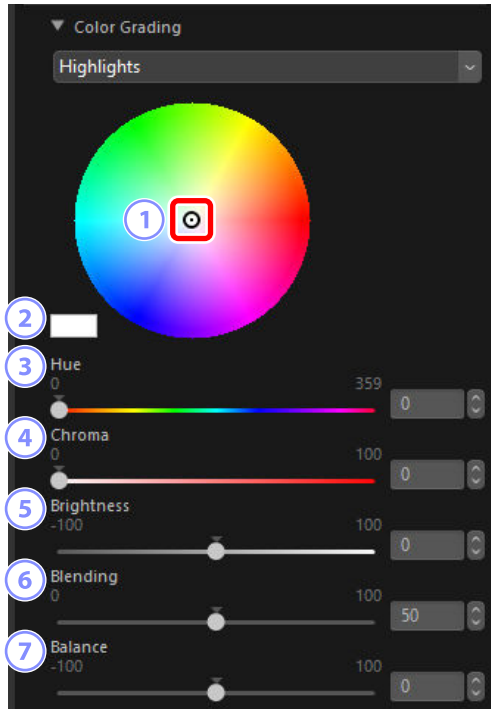 Color Grading
Highlights
1
2
3 Hue
0 359
0
4 Chroma
0 100
0
5 Brightness
-100 100
0
6 Blending
0 100
50
7 Balance
-100 100
0